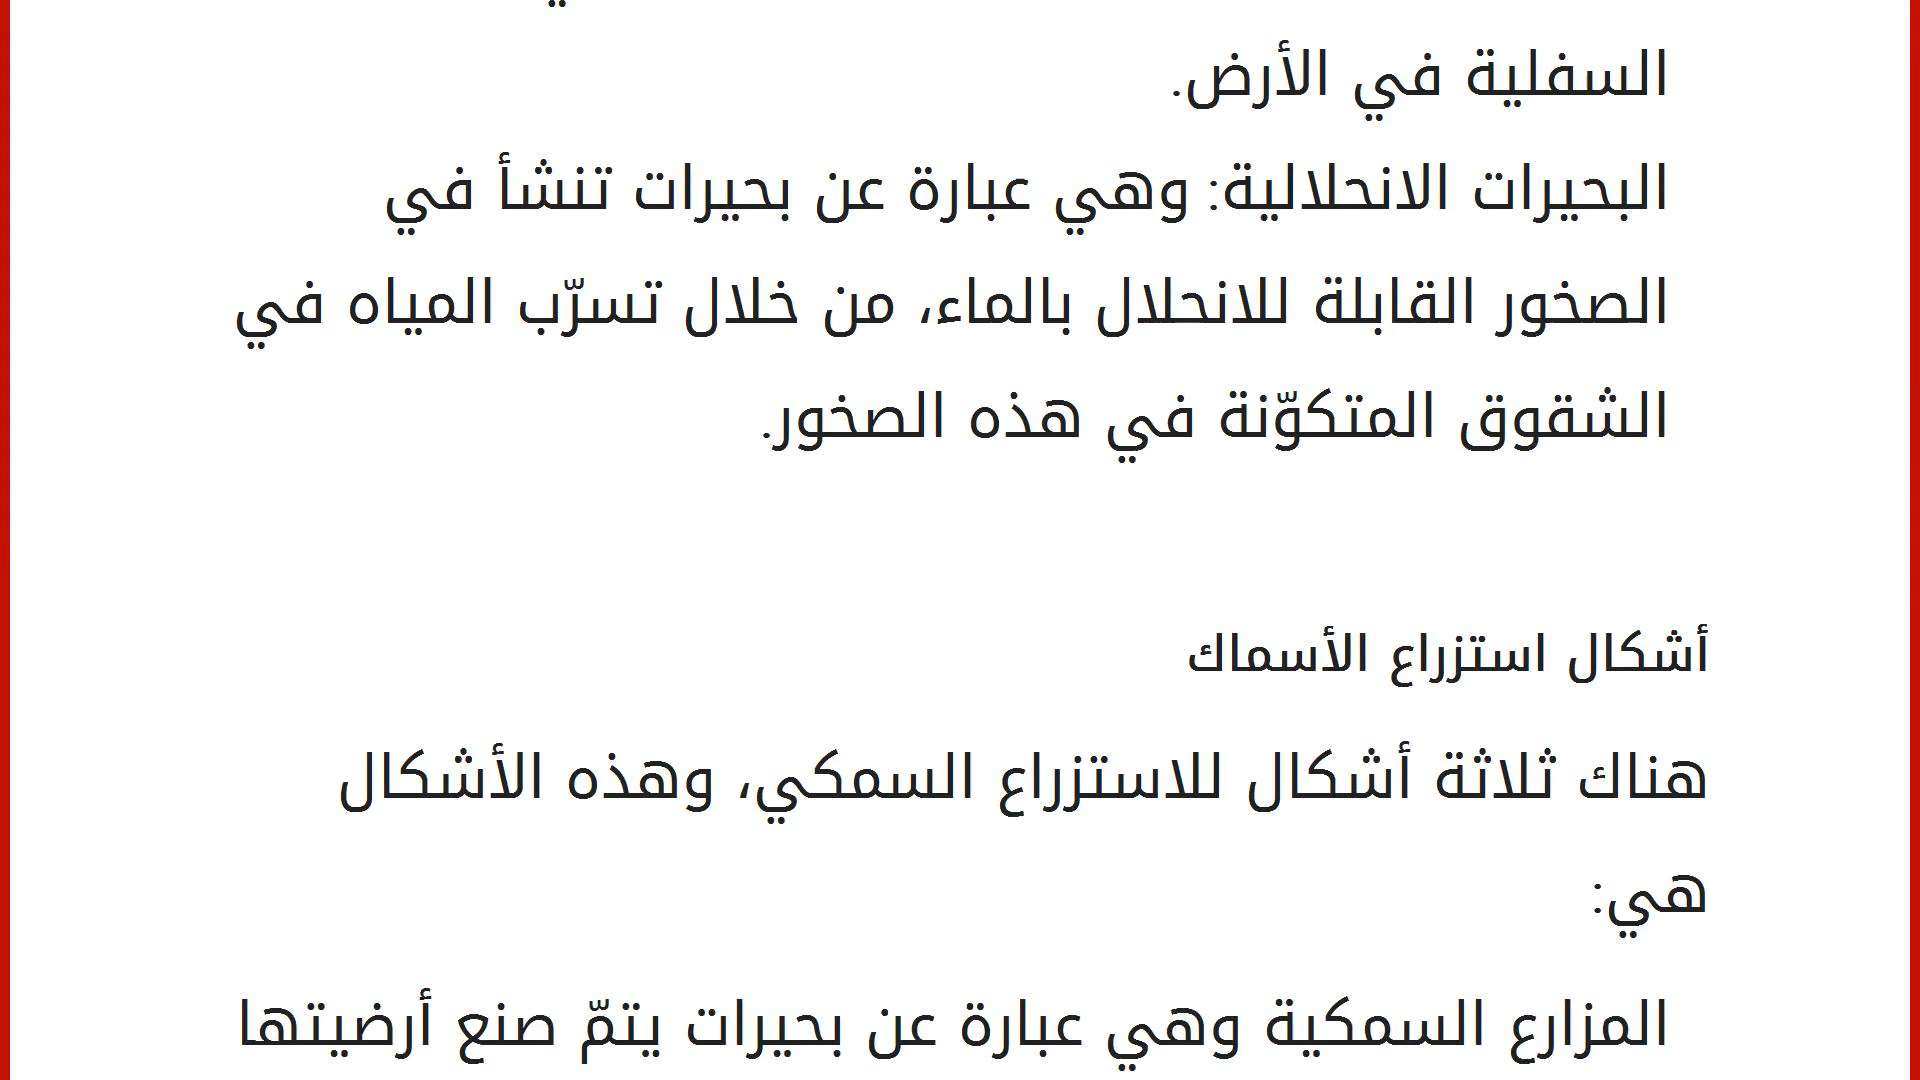 السفلية في الأرض.
البحيرات الانحلالية: وهي عبارة عن بحيرات تنشأ في
الصخور القابلة للانحلال بالماء، من خلال تسرّب المياه في
الشقوق المتكوّنة في هذه الصخور.
أشكال استزراع الأسماك
هناك ثلاثة أشكال للاستزراع السمكي، وهذه الأشكال
هي:
المزارع السمكية وهي عبارة عن بحيرات يتمّ صنع أرضيتها